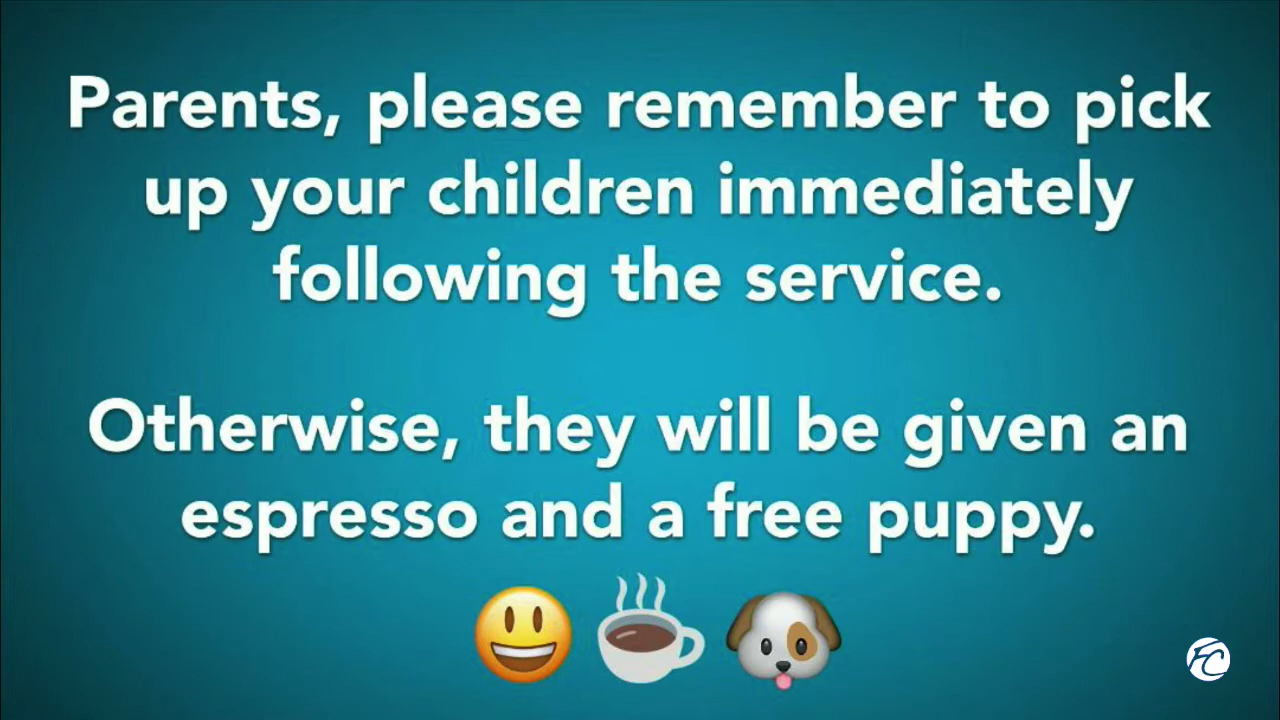 Parents, please remember to pick
up your children immediately
following the service.
Otherwise, they will be given an
espresso and a free puppy.
FC